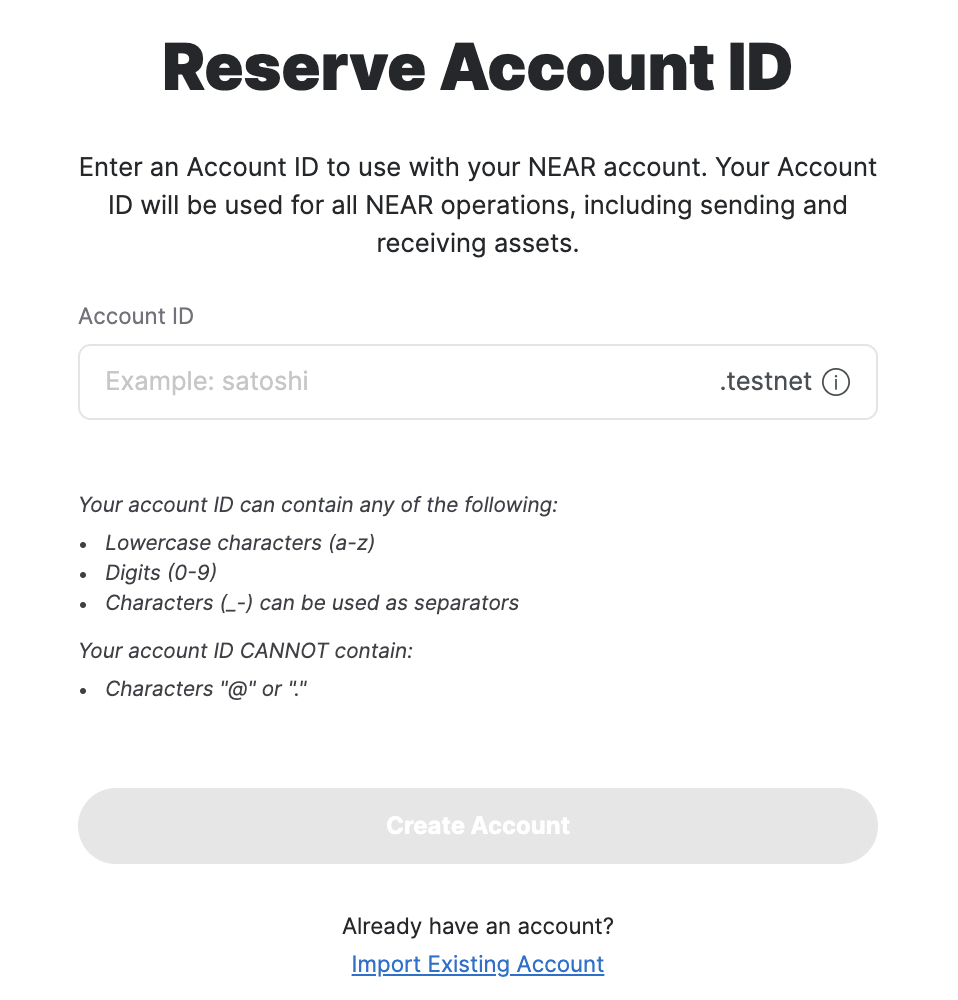 Reserve Account ID
Enter an Account ID to use with your NEAR account. Your Account
ID will be used for all NEAR operations, including sending and
receiving assets.
Account ID
Example: satoshi .testnet
Your account ID can contain any of the following:
• Lowercase characters (a-z)
• Digits (0-9)
• Characters (_-) can be used as separators
Your account ID CANNOT contain:
• Characters "@" or "."
Create Account
Already have an account?
Import Existing Account